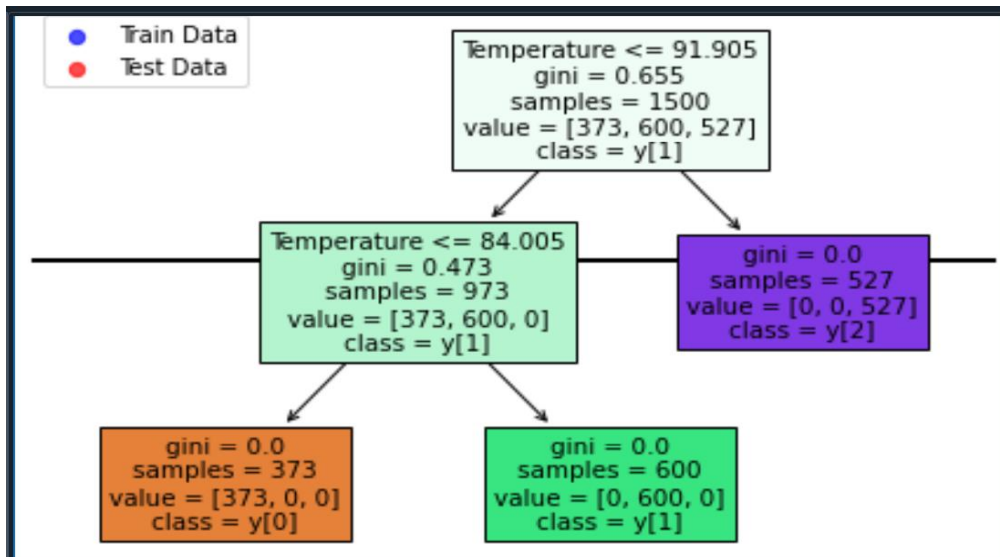 Train Data
Test Data
Temperature <= 91.905
gini = 0.655
samples = 1500
value = [373, 600, 527]
class = y[1]
Temperature <= 84.005
gini = 0.473
samples = 973
value = [373, 600, 0]
class = y[1]
gini = 0.0
samples = 527
value = [0, 0, 527]
class = y[2]
gini = 0.0
samples = 373
value = [373, 0, 0]
class = y[0]
gini = 0.0
samples = 600
value = [0, 600, 0]
class = y[1]